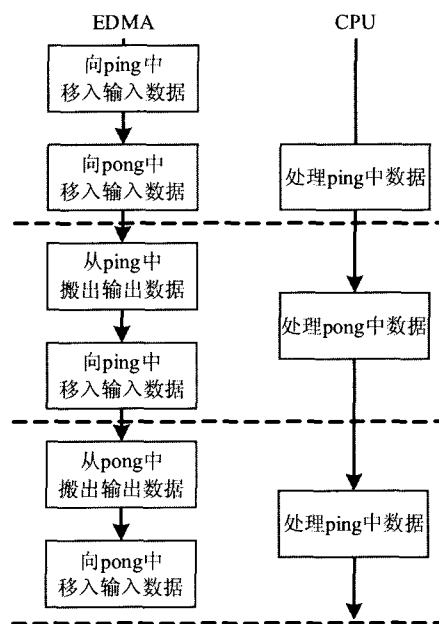 EDMA
CPU
向ping中
移入输入数据
向pong中
移入输入数据
处理ping中数据
从ping中
搬出输出数据
处理pong中数据
向ping中
移入输入数据
从pong中
搬出输出数据
处理ping中数据
向pong中
移入输入数据